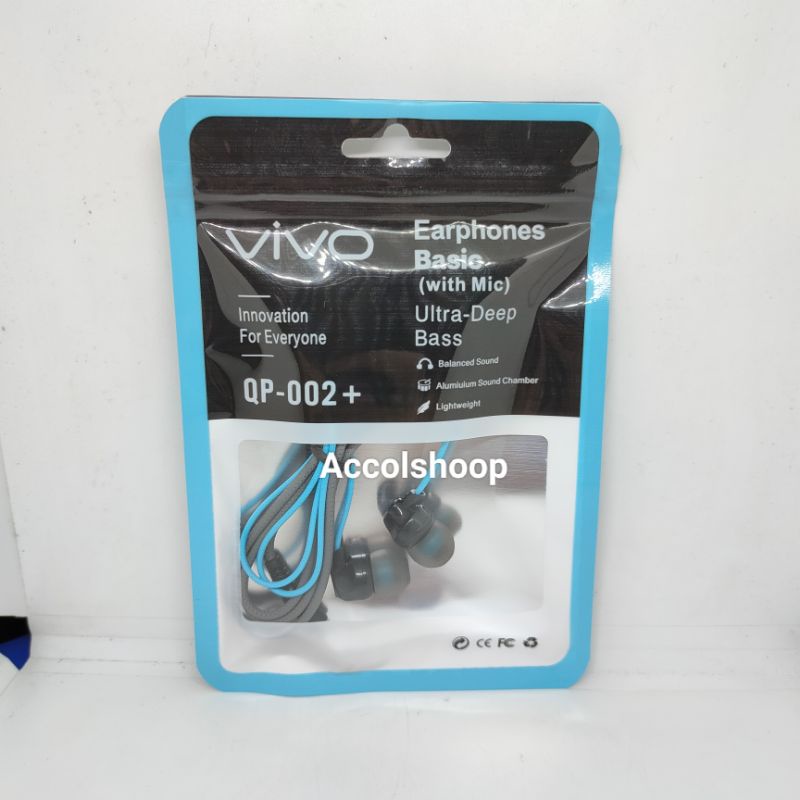 vivo
Innovation
For Everyone
QP-002+
Earphones
Basic
(with Mic)
Ultra-Deep
Bass
Balanced Sound
Alumiuium Sound Chamber
Lightweight
Accolshoop
CE FC